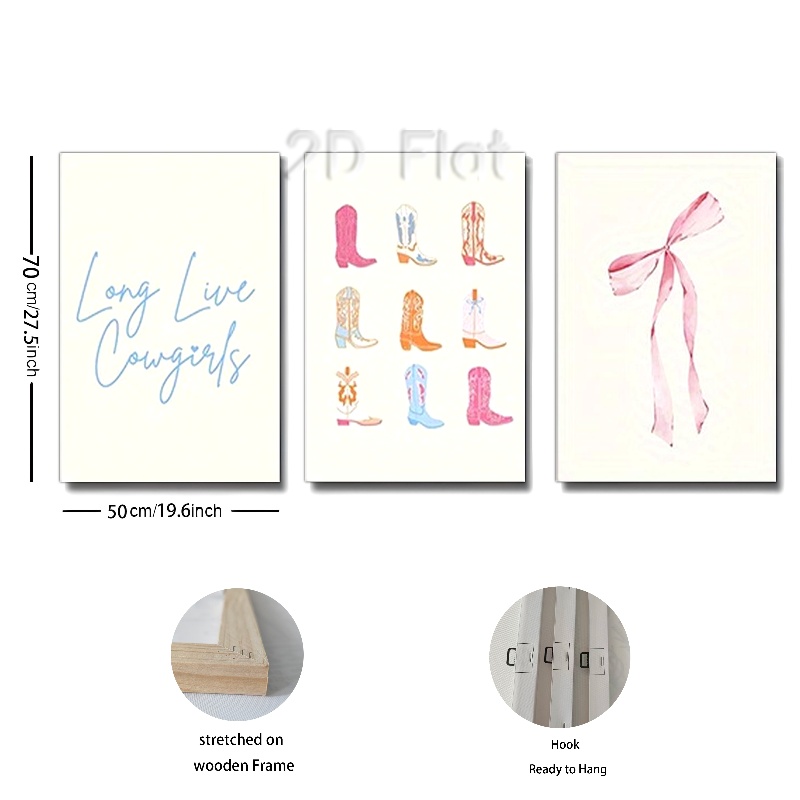 2D Flat
Long Live
Cowgirls
70 cm/27.5inch
50cm/19.6inch
stretched on
wooden Frame
Hook
Ready to Hang